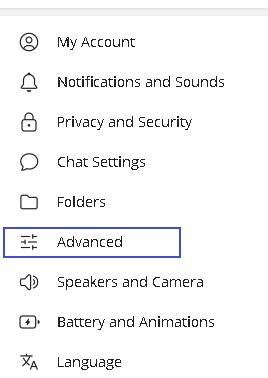 My Account
Notifications and Sounds
Privacy and Security
Chat Settings
Folders
Advanced
Speakers and Camera
Battery and Animations
Language